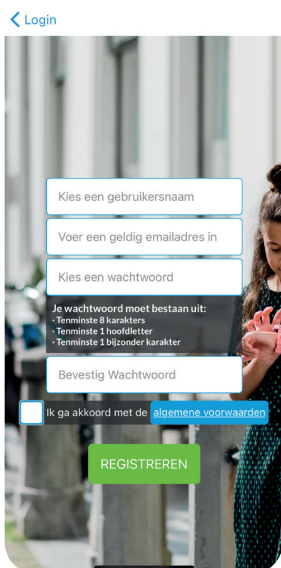 Login
Kies een gebruikersnaam
Voer een geldig emailadres in
Kies een wachtwoord
Je wachtwoord moet bestaan uit:
· Tenminste 8 karakters
· Tenminste 1 hoofdletter
· Tenminste 1 bijzonder karakter
Bevestig Wachtwoord
Ik ga akkoord met de algemene voorwaarden
REGISTREREN